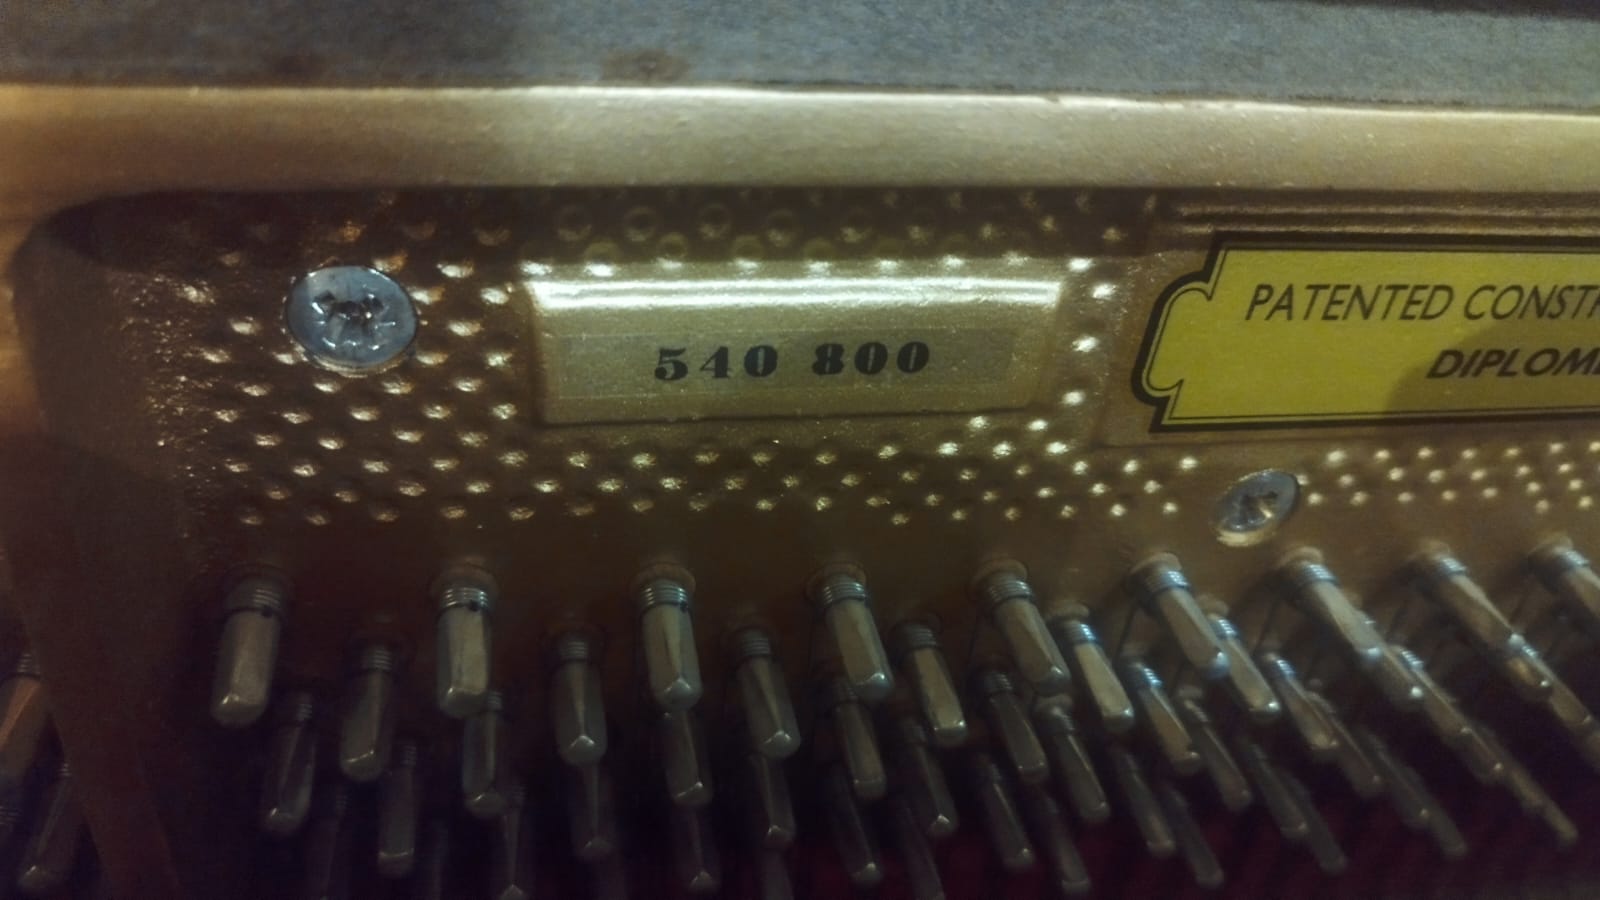 540 800
PATENTED CONST
DIPLOM